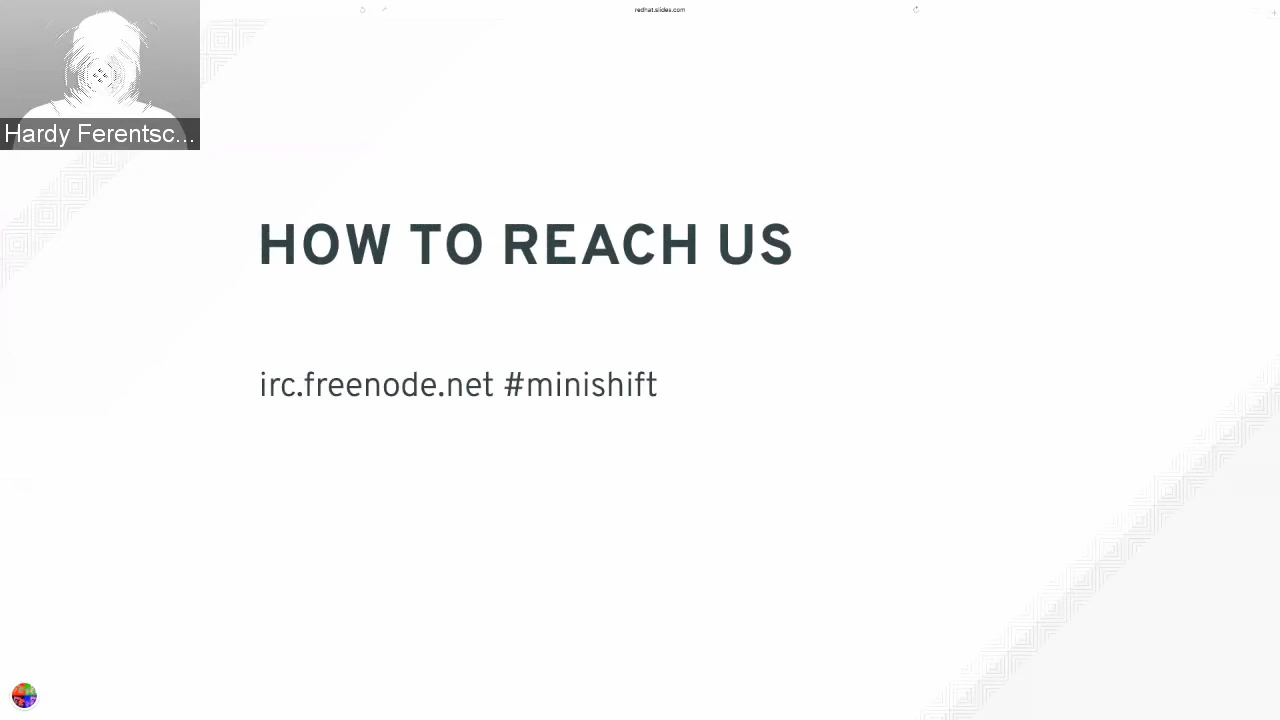 redhat.slides.com
Hardy Ferentsc...
HOW TO REACH US
irc.freenode.net #minishift